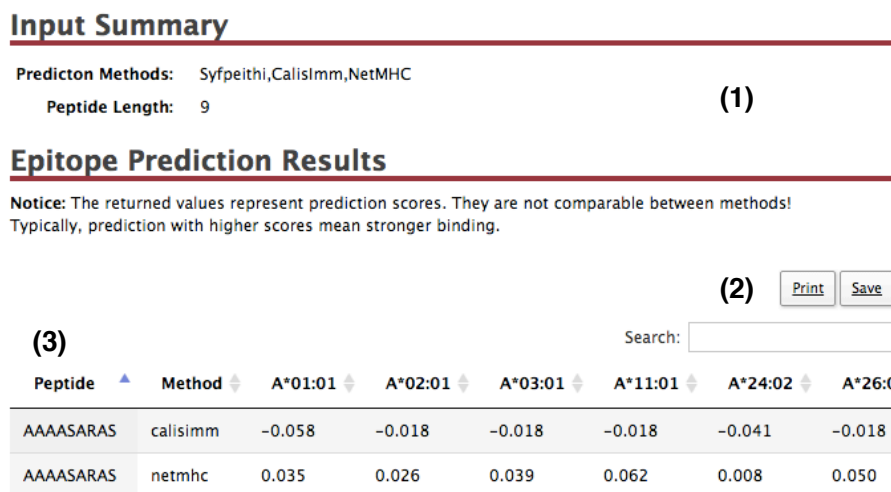 Input Summary
Predicton Methods: Syfpeithi,CalisImm,NetMHC
(1)
Peptide Length: 9
Epitope Prediction Results
Notice: The returned values represent prediction scores. They are not comparable between methods!
Typically, prediction with higher scores mean stronger binding.
(2) Print Save
(3) Search:
Peptide Method A*01:01 A*02:01 A*03:01 A*11:01 A*24:02 A*26:0
AAAASARAS calisimm -0.058 -0.018 -0.018 -0.018 -0.041 -0.018
AAAASARAS netmhc 0.035 0.026 0.039 0.062 0.008 0.050